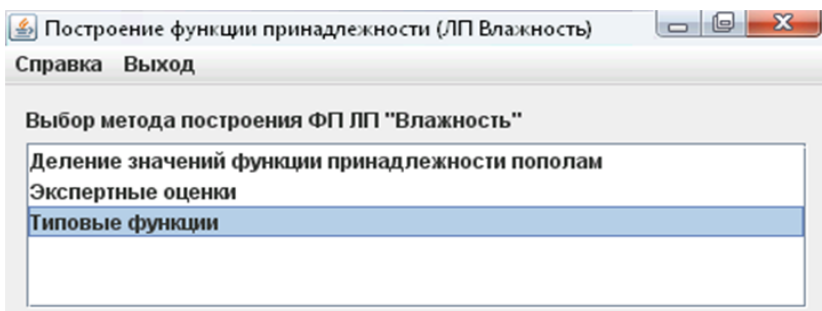 Построение функции принадлежности (ЛП Влажность)
Справка Выход
Выбор метода построения ФП ЛП "Влажность"
Деление значений функции принадлежности пополам
Экспертные оценки
Типовые функции